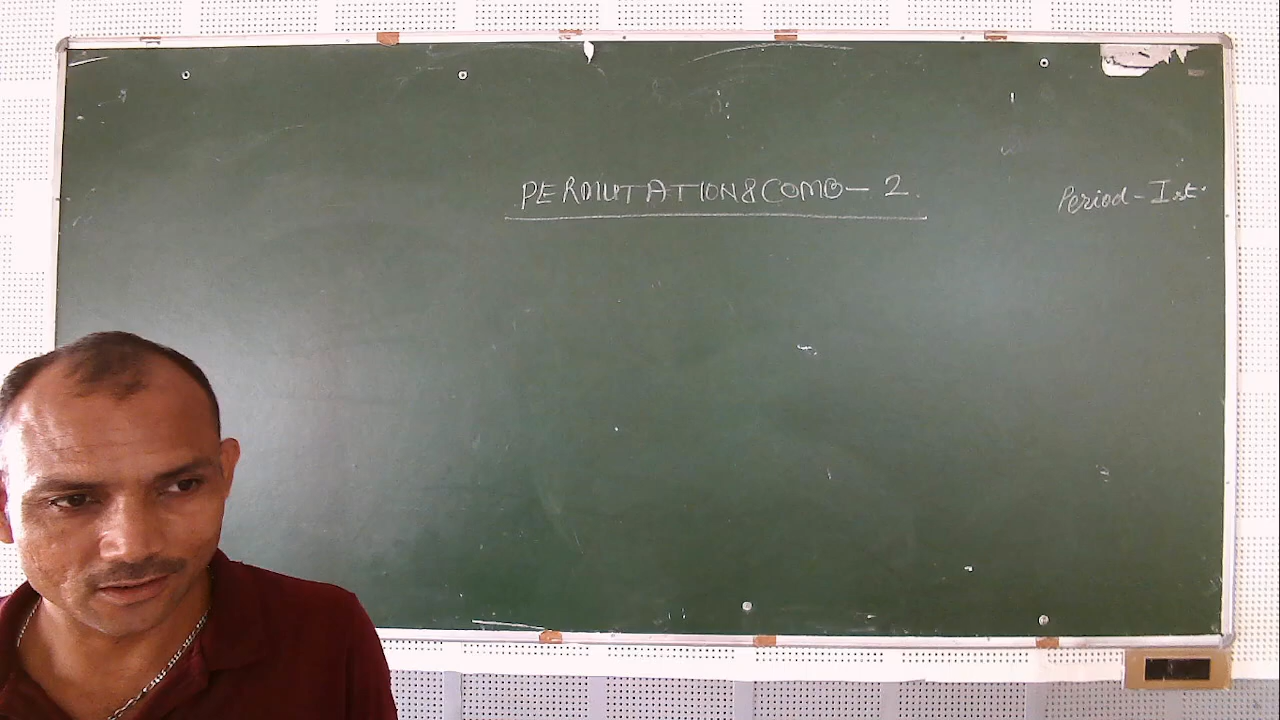 PERMUTATION & COMB - 2.
Period - Ist.